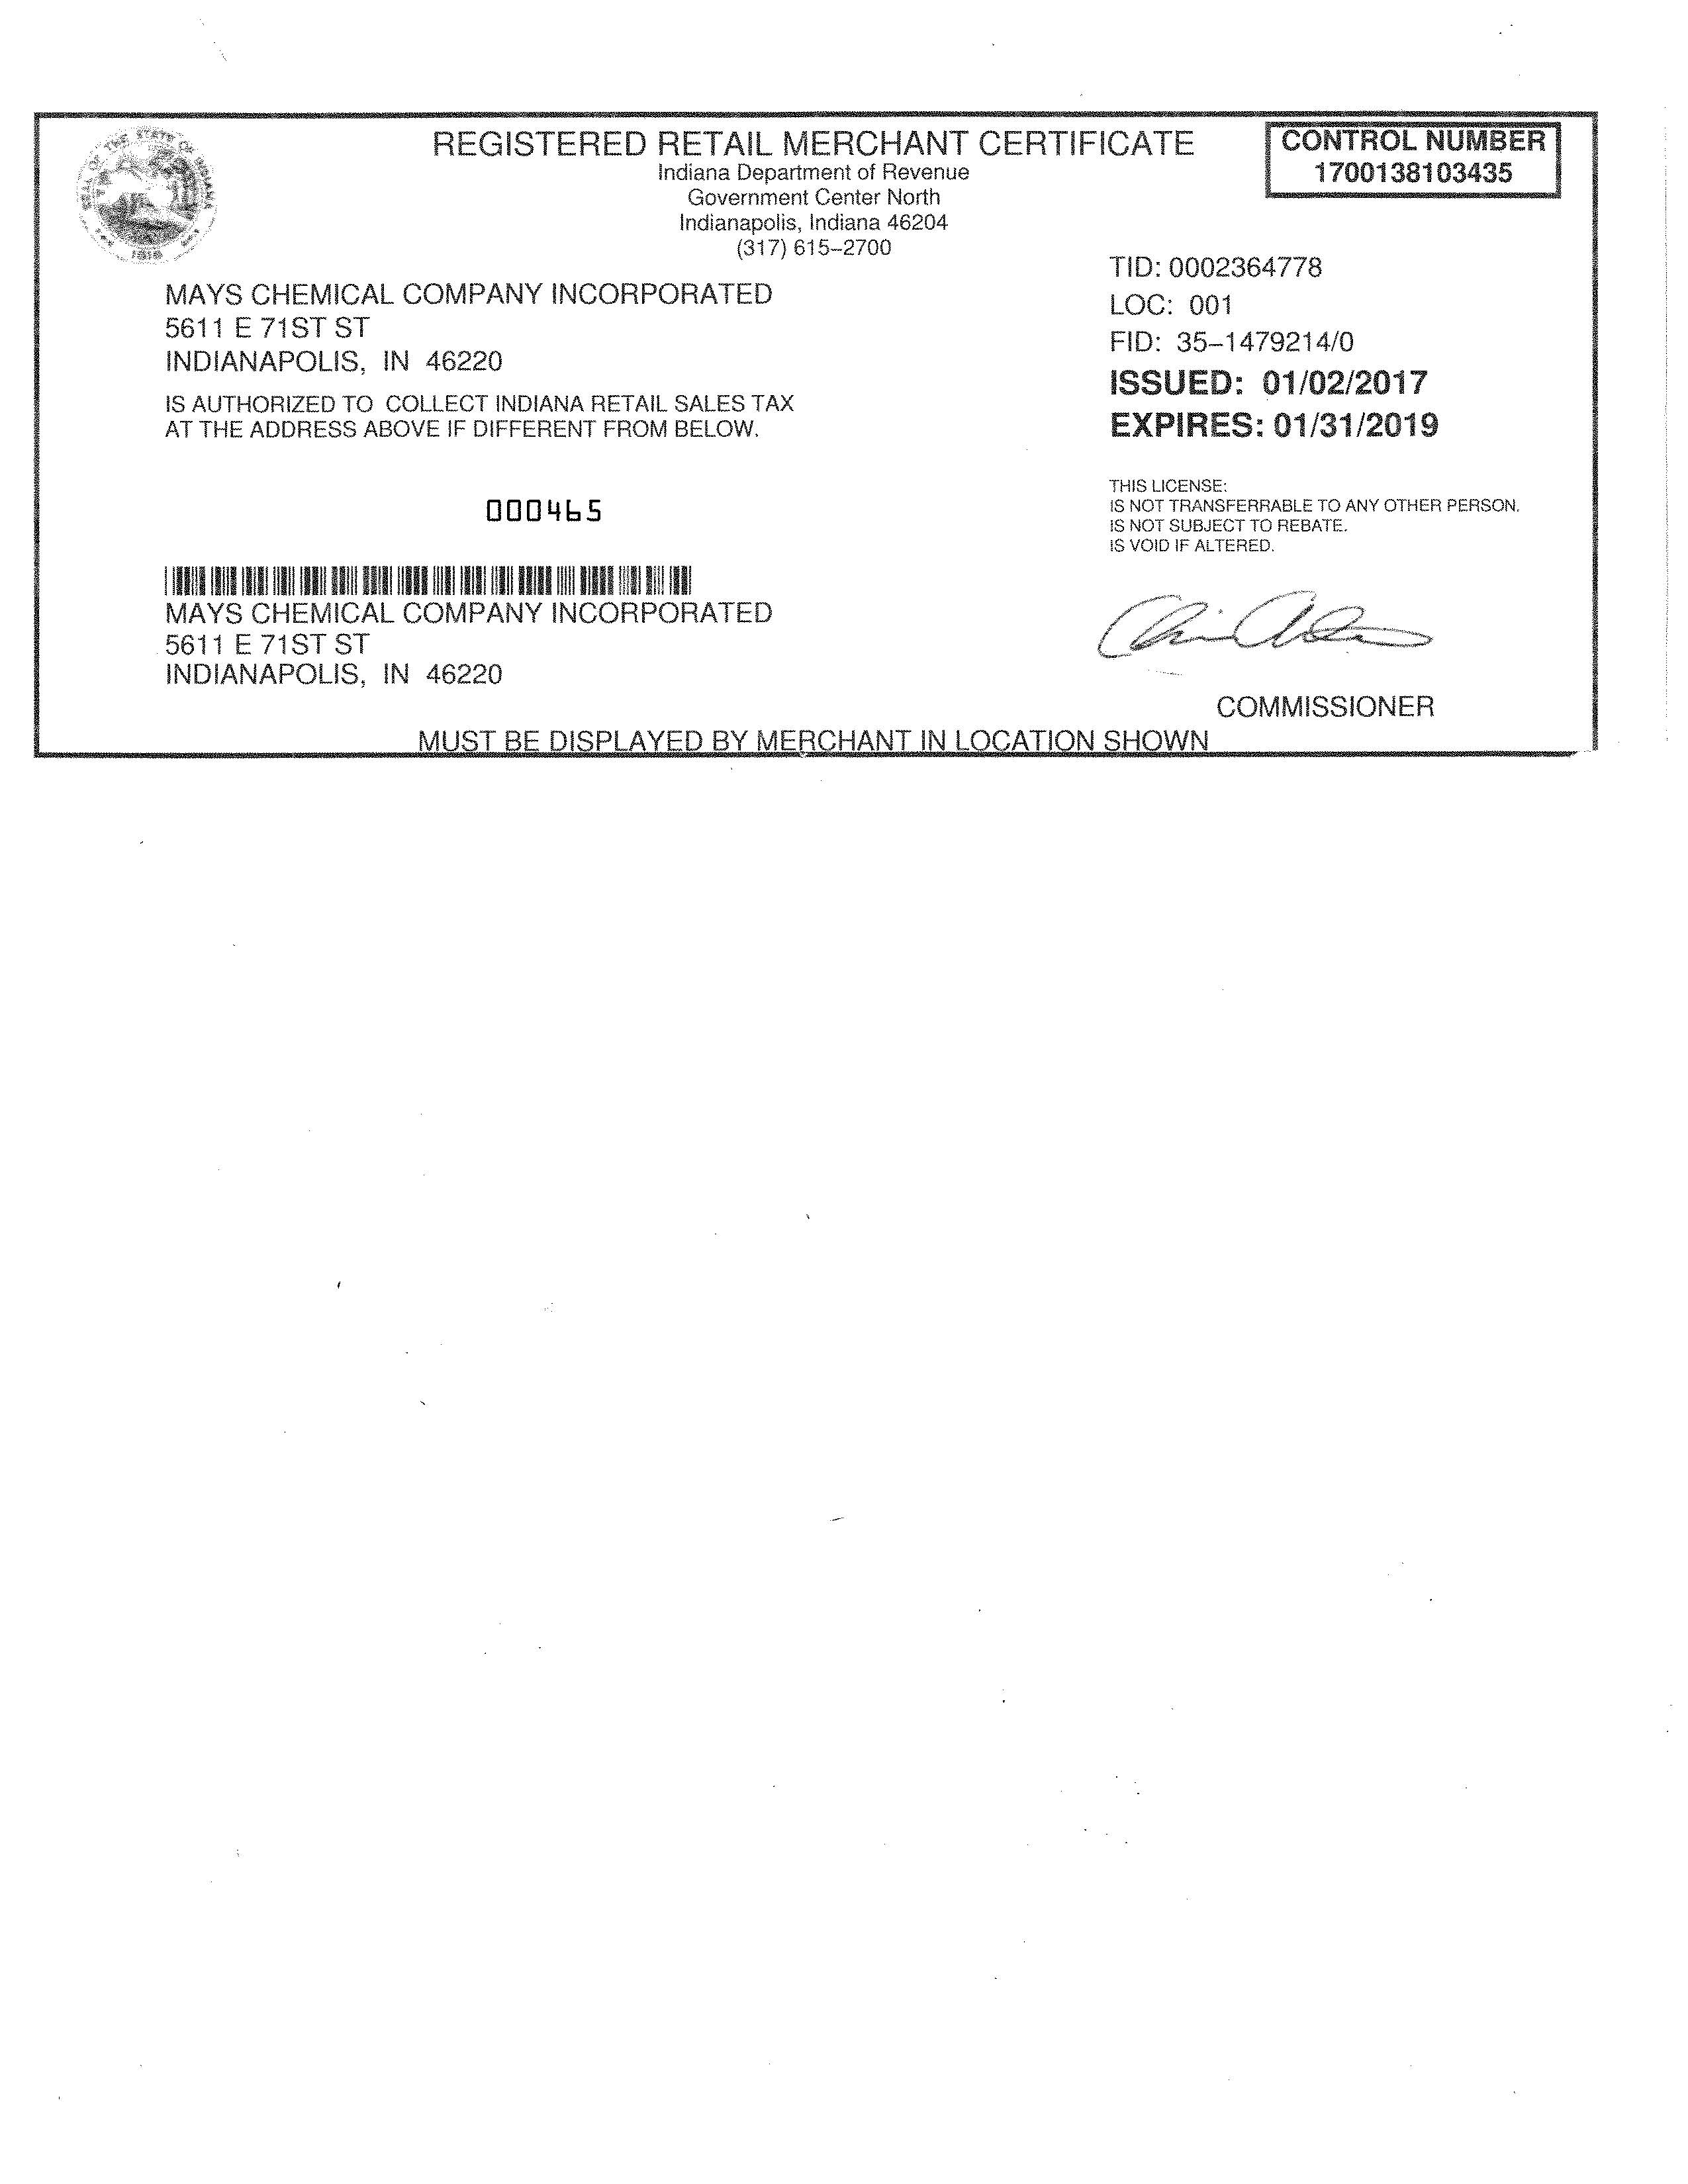 REGISTERED RETAIL MERCHANT CERTIFICATE
Indiana Department of Revenue
Government Center North
Indianapolis, Indiana 46204
(317) 615-2700
CONTROL NUMBER
1700138103435
SEAL OF THE STATE OF INDIANA
1816
MAYS CHEMICAL COMPANY INCORPORATED
5611 E 71ST ST
INDIANAPOLIS, IN 46220
IS AUTHORIZED TO COLLECT INDIANA RETAIL SALES TAX
AT THE ADDRESS ABOVE IF DIFFERENT FROM BELOW.
TID: 0002364778
LOC: 001
FID: 35-1479214/0
ISSUED: 01/02/2017
EXPIRES: 01/31/2019
000465
THIS LICENSE:
IS NOT TRANSFERRABLE TO ANY OTHER PERSON.
IS NOT SUBJECT TO REBATE.
IS VOID IF ALTERED.
MAYS CHEMICAL COMPANY INCORPORATED
5611 E 71ST ST
INDIANAPOLIS, IN 46220
COMMISSIONER
MUST BE DISPLAYED BY MERCHANT IN LOCATION SHOWN